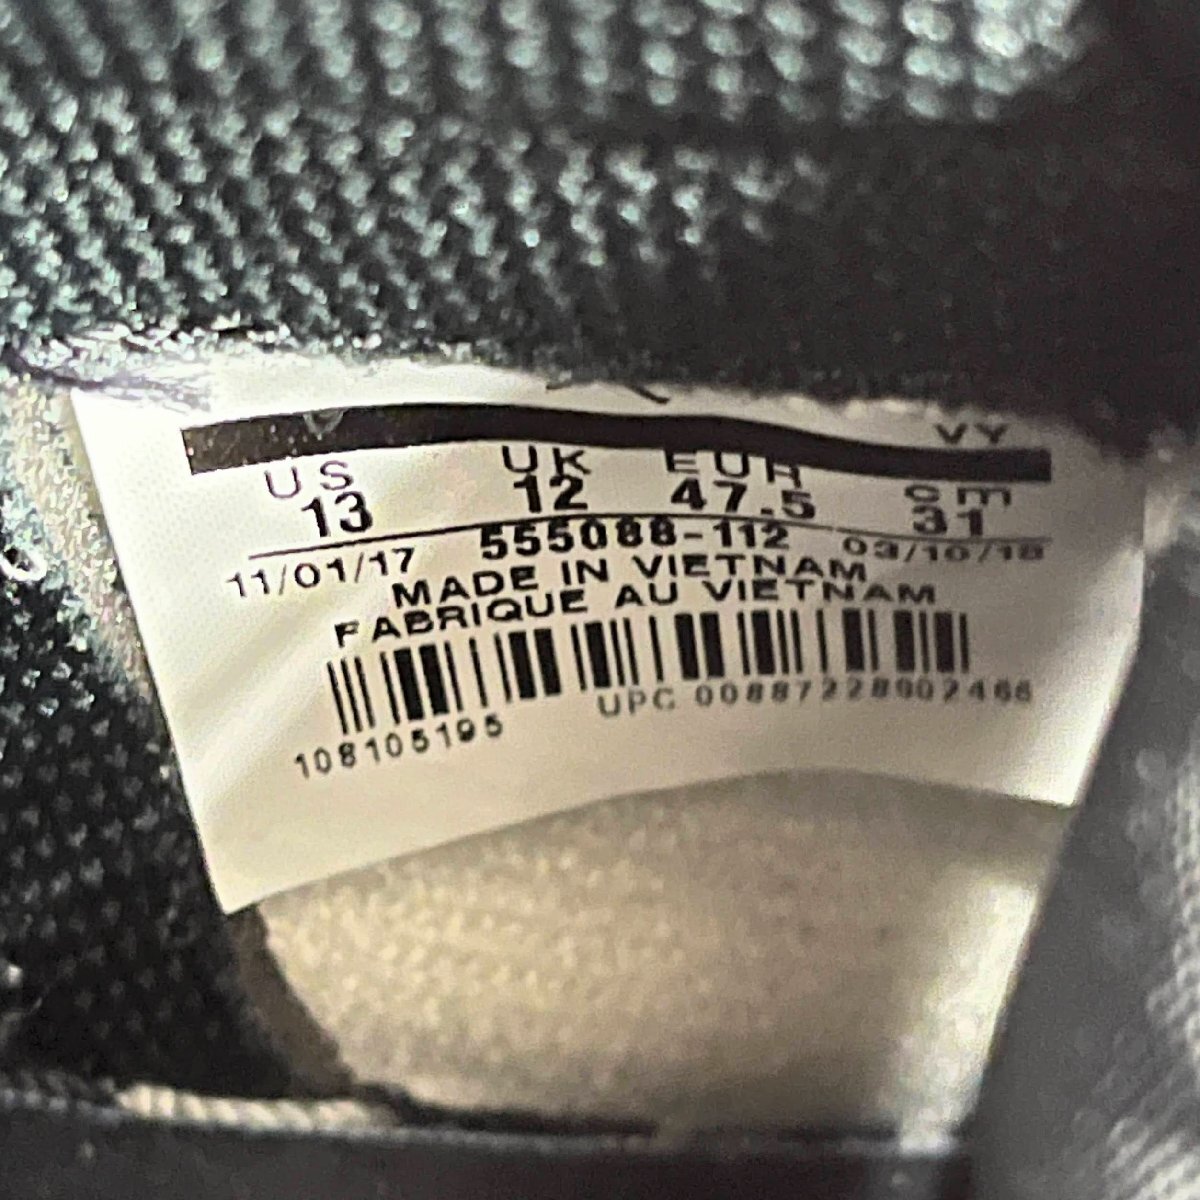 VY
US UK EUR cm
13 12 47.5 31
11/01/17 555088-112 03/10/18
MADE IN VIETNAM
FABRIQUE AU VIETNAM
108105195 UPC 00887228902466